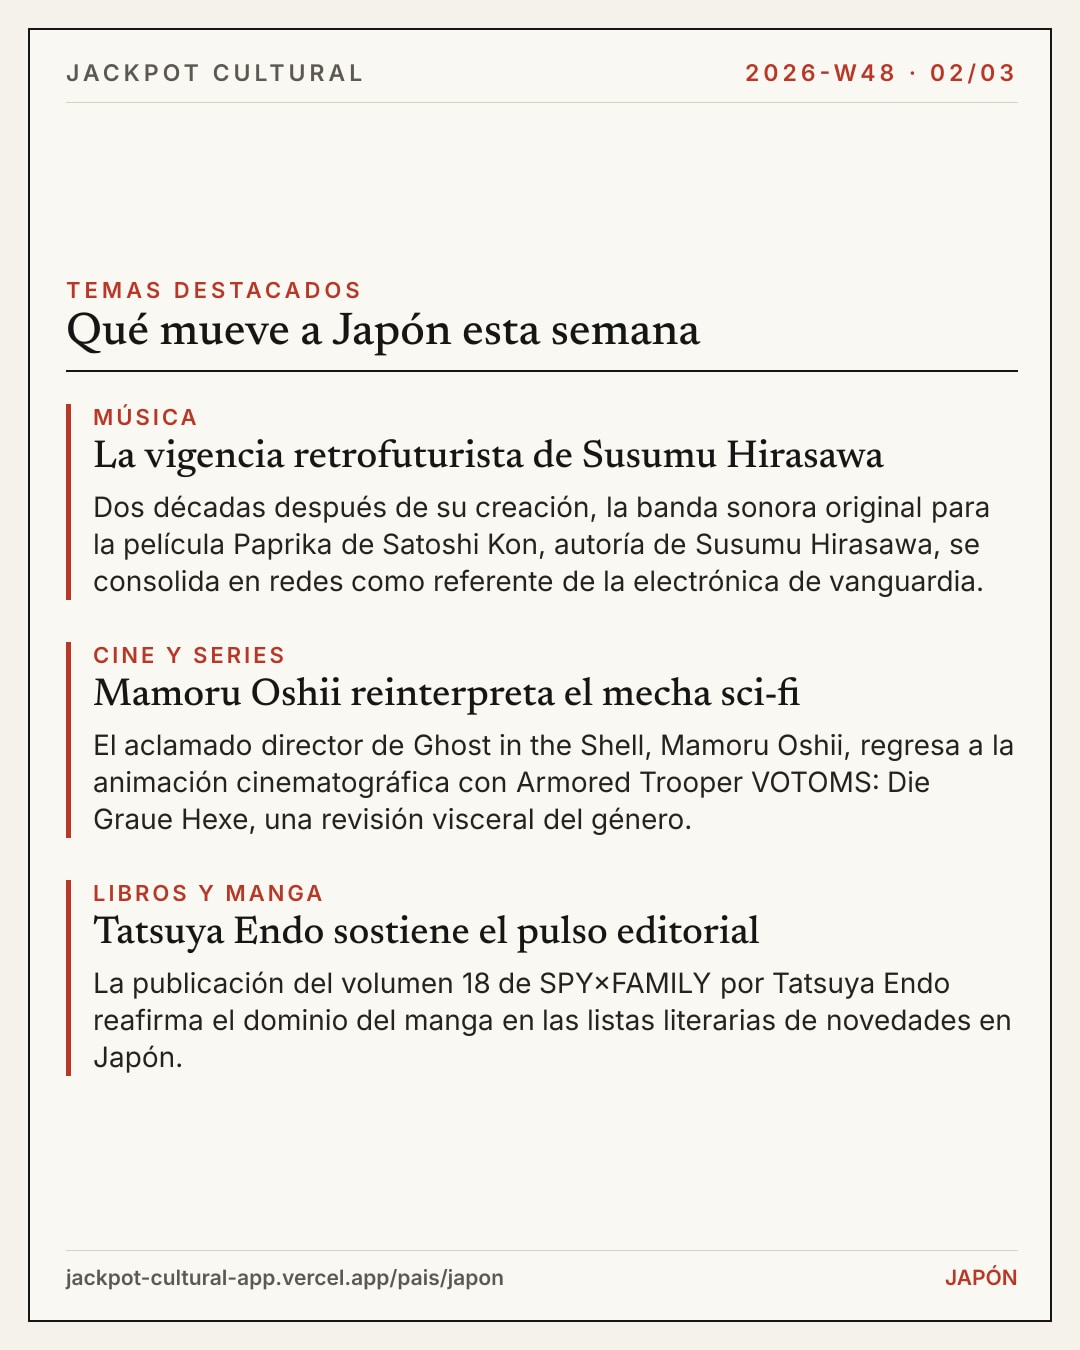 JACKPOT CULTURAL
2026-W48 · 02/03
TEMAS DESTACADOS
Qué mueve a Japón esta semana
MÚSICA
La vigencia retrofuturista de Susumu Hirasawa
Dos décadas después de su creación, la banda sonora original para
la película Paprika de Satoshi Kon, autoría de Susumu Hirasawa, se
consolida en redes como referente de la electrónica de vanguardia.
CINE Y SERIES
Mamoru Oshii reinterpreta el mecha sci-fi
El aclamado director de Ghost in the Shell, Mamoru Oshii, regresa a la
animación cinematográfica con Armored Trooper VOTOMS: Die
Graue Hexe, una revisión visceral del género.
LIBROS Y MANGA
Tatsuya Endo sostiene el pulso editorial
La publicación del volumen 18 de SPY×FAMILY por Tatsuya Endo
reafirma el dominio del manga en las listas literarias de novedades en
Japón.
jackpot-cultural-app.vercel.app/pais/japon
JAPÓN